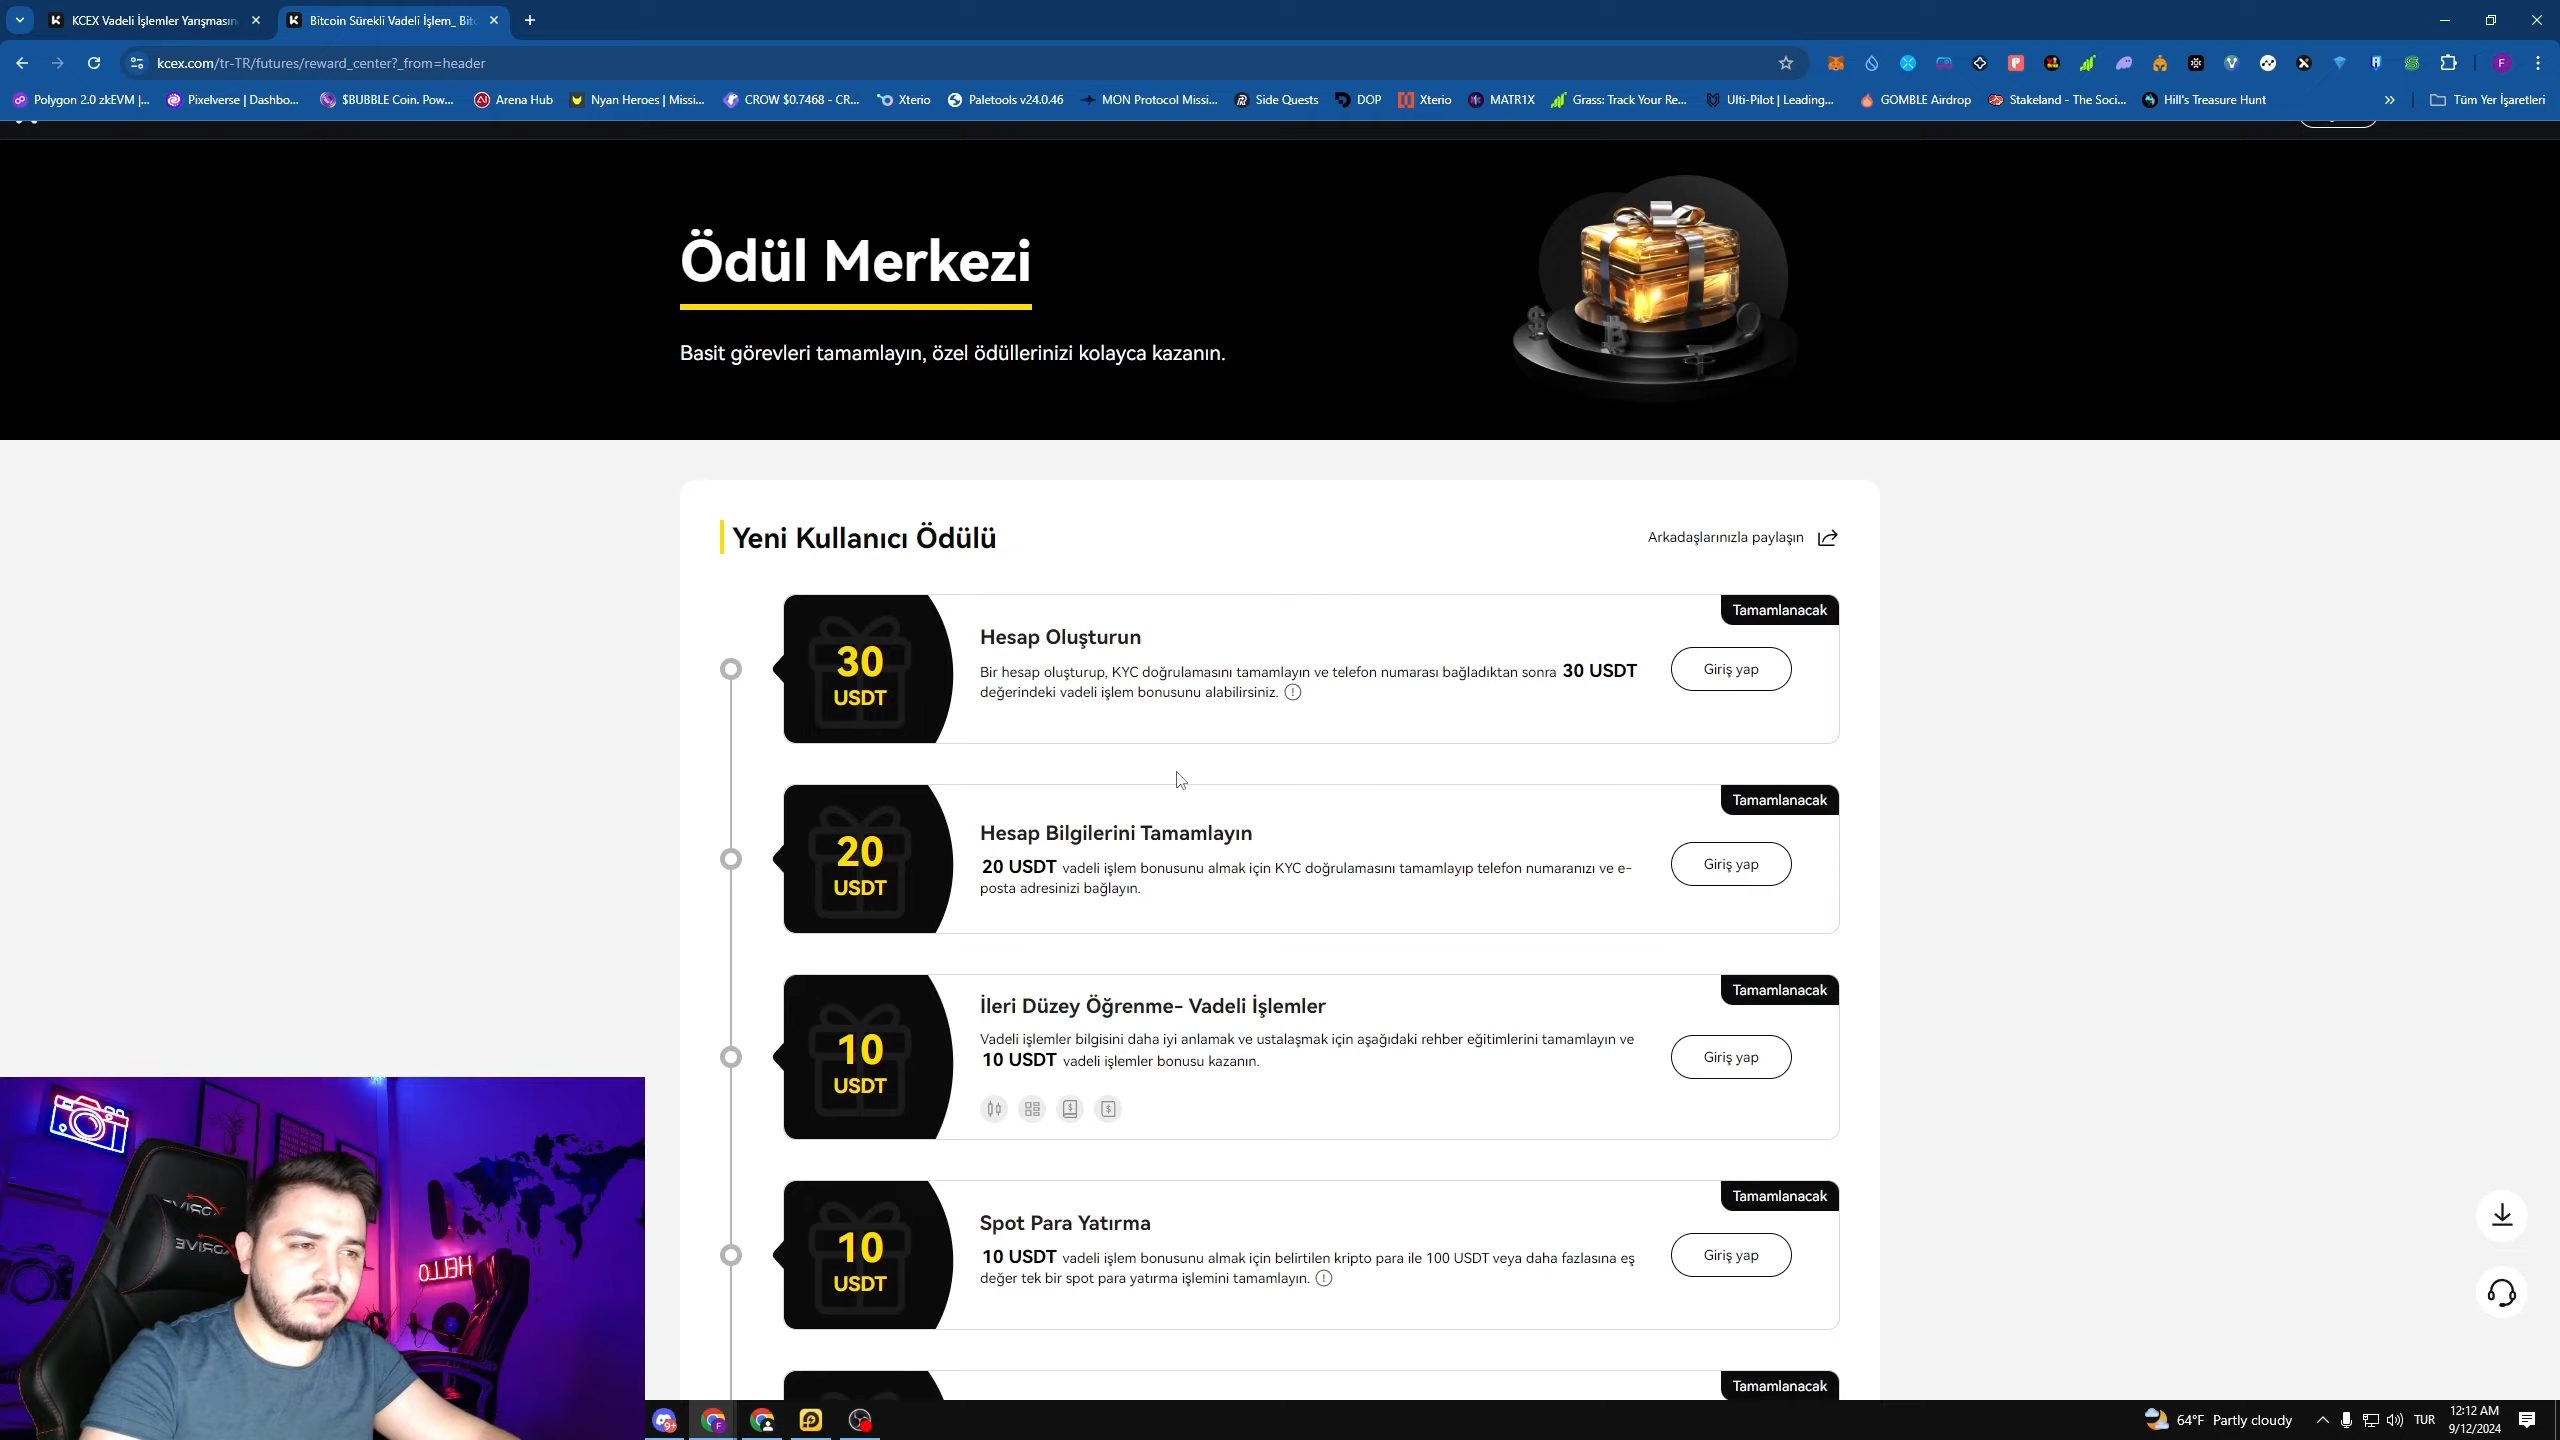 KCEX Vadeli İşlemler Yarışmasın
Bitcoin Sürekli Vadeli İşlem_ Bitc
kcex.com/tr-TR/futures/reward_center?_from=header
Polygon 2.0 zkEVM |...
Pixelverse | Dashbo...
$BUBBLE Coin. Pow...
Arena Hub
Nyan Heroes | Missi...
CROW $0.7468 - CR...
Xterio
Paletools v24.0.46
MON Protocol Missi...
Side Quests
DOP
Xterio
MATR1X
Grass: Track Your Re...
Ulti-Pilot | Leading...
GOMBLE Airdrop
Stakeland - The Soci...
Hill's Treasure Hunt
»
Tüm Yer İşaretleri
Ödül Merkezi
Basit görevleri tamamlayın, özel ödüllerinizi kolayca kazanın.
Yeni Kullanıcı Ödülü
Arkadaşlarınızla paylaşın
Tamamlanacak
30
USDT
Hesap Oluşturun
Bir hesap oluşturup, KYC doğrulamasını tamamlayın ve telefon numarası bağladıktan sonra 30 USDT
değerindeki vadeli işlem bonusunu alabilirsiniz.
Giriş yap
Tamamlanacak
20
USDT
Hesap Bilgilerini Tamamlayın
20 USDT vadeli işlem bonusunu almak için KYC doğrulamasını tamamlayıp telefon numaranızı ve e-
posta adresinizi bağlayın.
Giriş yap
Tamamlanacak
10
USDT
İleri Düzey Öğrenme- Vadeli İşlemler
Vadeli işlemler bilgisini daha iyi anlamak ve ustalaşmak için aşağıdaki rehber eğitimlerini tamamlayın ve
10 USDT vadeli işlemler bonusu kazanın.
Giriş yap
Tamamlanacak
10
USDT
Spot Para Yatırma
10 USDT vadeli işlem bonusunu almak için belirtilen kripto para ile 100 USDT veya daha fazlasına eş
değer tek bir spot para yatırma işlemini tamamlayın.
Giriş yap
Tamamlanacak
HELLO
64°F Partly cloudy
TUR
12:12 AM
9/12/2024